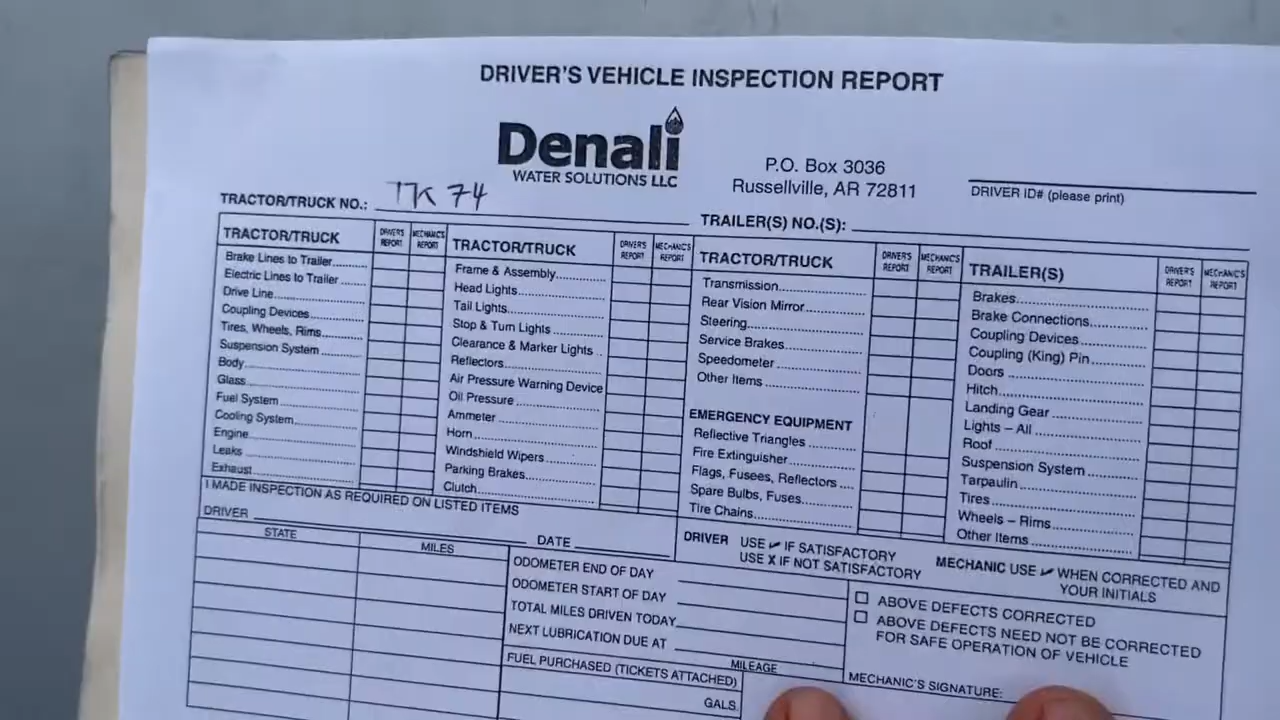 DRIVER'S VEHICLE INSPECTION REPORT
Denali
WATER SOLUTIONS LLC
P.O. Box 3036
Russellville, AR 72811
DRIVER ID# (please print)
TRACTOR/TRUCK NO.: TK 74
TRAILER(S) NO.(S):
TRACTOR/TRUCK DRIVER'S REPORT MECHANIC'S REPORT
Brake Lines to Trailer
Electric Lines to Trailer
Drive Line
Coupling Devices
Tires, Wheels, Rims
Suspension System
Body
Glass
Fuel System
Cooling System
Engine
Leaks
Exhaust
TRACTOR/TRUCK DRIVER'S REPORT MECHANIC'S REPORT
Frame & Assembly
Head Lights
Tail Lights
Stop & Turn Lights
Clearance & Marker Lights
Reflectors
Air Pressure Warning Device
Oil Pressure
Ammeter
Horn
Windshield Wipers
Parking Brakes
Clutch
TRACTOR/TRUCK DRIVER'S REPORT MECHANIC'S REPORT
Transmission
Rear Vision Mirror
Steering
Service Brakes
Speedometer
Other Items
EMERGENCY EQUIPMENT
Reflective Triangles
Fire Extinguisher
Flags, Fusees, Reflectors
Spare Bulbs, Fuses
Tire Chains
TRAILER(S) DRIVER'S REPORT MECHANIC'S REPORT
Brakes
Brake Connections
Coupling Devices
Coupling (King) Pin
Doors
Hitch
Landing Gear
Lights – All
Roof
Suspension System
Tarpaulin
Tires
Wheels – Rims
Other Items
I MADE INSPECTION AS REQUIRED ON LISTED ITEMS
DRIVER DATE
DRIVER USE ✓ IF SATISFACTORY
USE X IF NOT SATISFACTORY
MECHANIC USE ✓ WHEN CORRECTED AND
YOUR INITIALS
STATE MILES
ODOMETER END OF DAY
ODOMETER START OF DAY
TOTAL MILES DRIVEN TODAY
NEXT LUBRICATION DUE AT
MILEAGE
FUEL PURCHASED (TICKETS ATTACHED)
GALS.
☐ ABOVE DEFECTS CORRECTED
☐ ABOVE DEFECTS NEED NOT BE CORRECTED
FOR SAFE OPERATION OF VEHICLE
MECHANIC'S SIGNATURE: